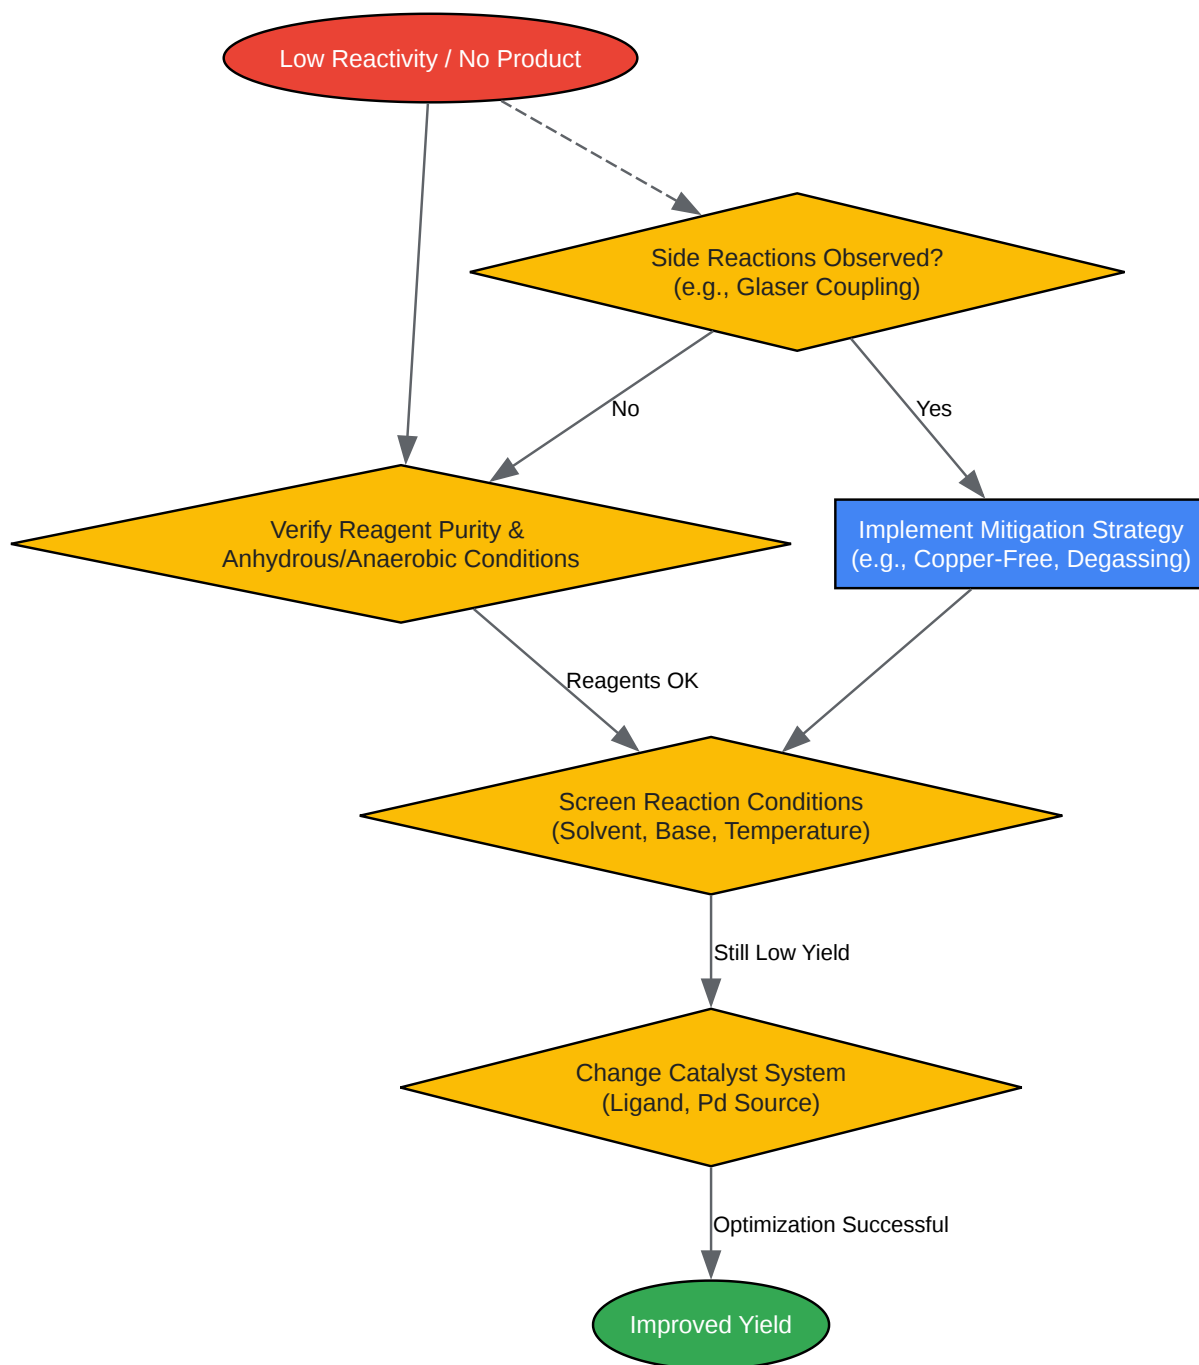 Low Reactivity / No Product
Side Reactions Observed?
(e.g., Glaser Coupling)
No
Yes
Verify Reagent Purity &
Anhydrous/Anaerobic Conditions
Implement Mitigation Strategy
(e.g., Copper-Free, Degassing)
Reagents OK
Screen Reaction Conditions
(Solvent, Base, Temperature)
Still Low Yield
Change Catalyst System
(Ligand, Pd Source)
Optimization Successful
Improved Yield